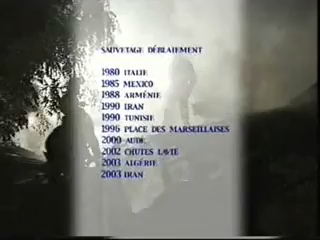 SAUVETAGE DÉBLAIEMENT
1980 ITALIE
1985 MEXICO
1988 ARMÉNIE
1990 IRAN
1990 TUNISIE
1996 PLACE DES MARSEILLAISES
2000 AUDE
2002 CHUTES LAVIE
2003 ALGÉRIE
2003 IRAN